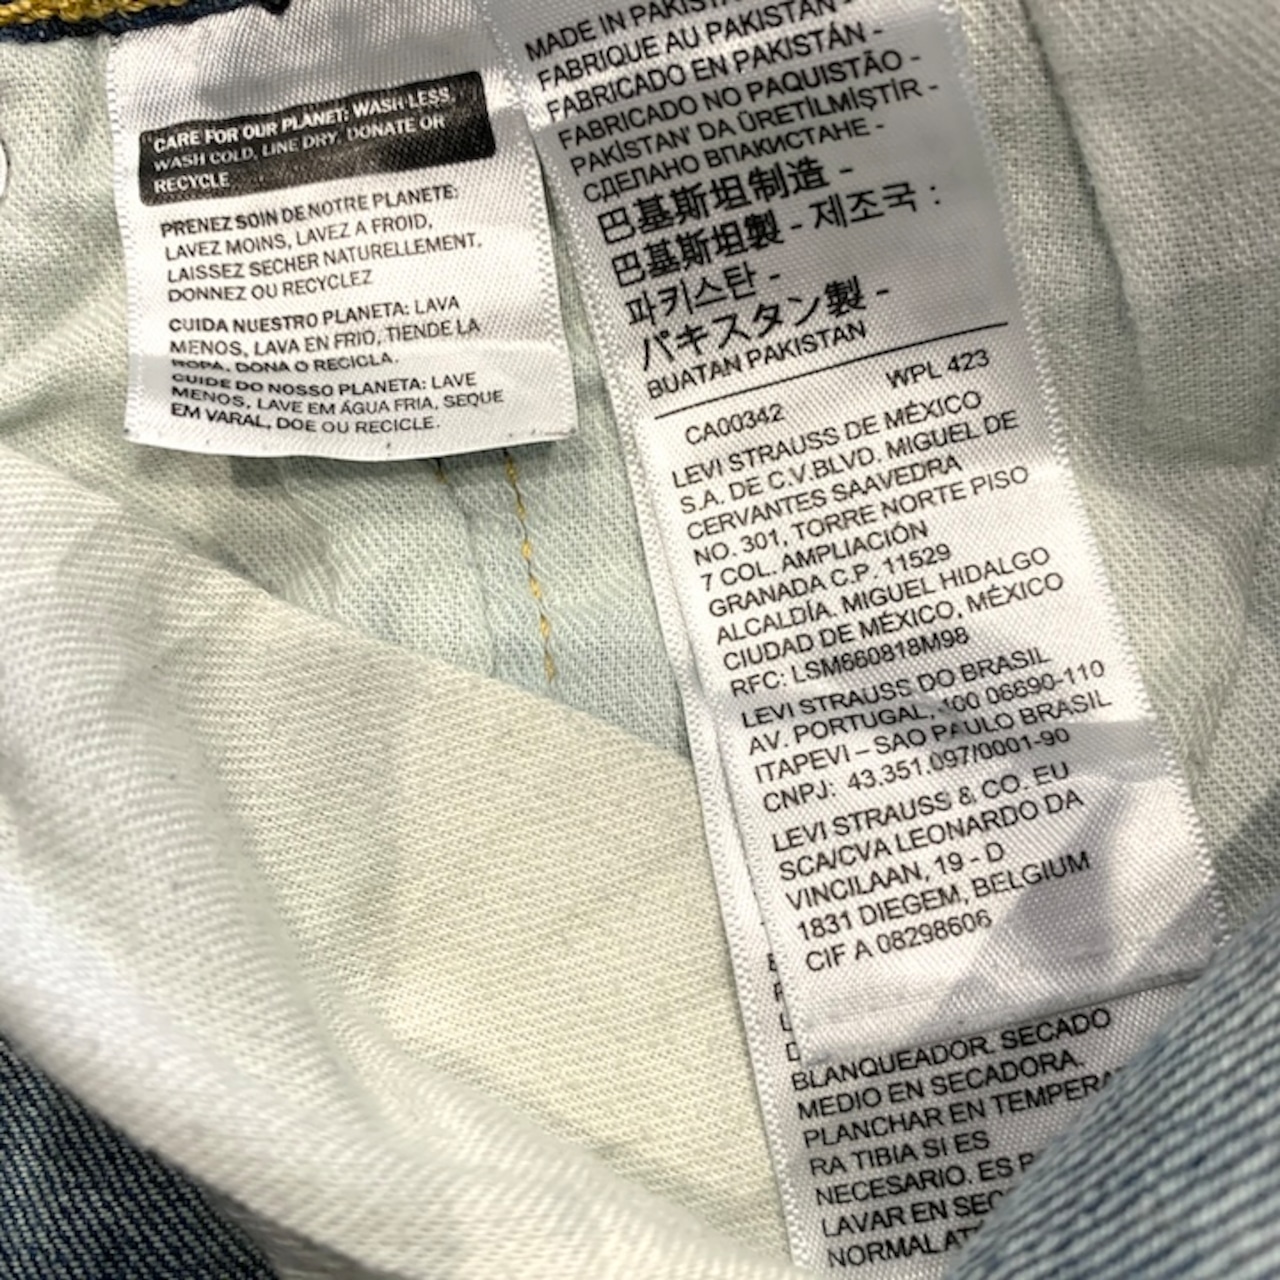 "CARE FOR OUR PLANET: WASH LESS,
WASH COLD, LINE DRY, DONATE OR
RECYCLE
PRENEZ SOIN DE NOTRE PLANETE:
LAVEZ MOINS, LAVEZ A FROID,
LAISSEZ SECHER NATURELLEMENT,
DONNEZ OU RECYCLEZ
CUIDA NUESTRO PLANETA: LAVA
MENOS, LAVA EN FRIO, TIENDE LA
ROPA, DONA O RECICLA.
CUIDE DO NOSSO PLANETA: LAVE
MENOS, LAVE EM ÁGUA FRIA, SEQUE
EM VARAL, DOE OU RECICLE.
MADE IN PAKISTAN
FABRIQUE AU PAKISTAN -
FABRICADO EN PAKISTÁN -
FABRICADO NO PAQUISTÃO -
PAKİSTAN' DA ÜRETİLMİŞTİR -
СДЕЛАНО ВПАКИСТАНЕ -
巴基斯坦制造 -
巴基斯坦製 - 제조국 :
파키스탄 -
パキスタン製 -
BUATAN PAKISTAN
WPL 423
CA00342
LEVI STRAUSS DE MÉXICO
S.A. DE C.V.BLVD. MIGUEL DE
CERVANTES SAAVEDRA
NO. 301, TORRE NORTE PISO
7 COL. AMPLIACIÓN
GRANADA C.P. 11529
ALCALDÍA. MIGUEL HIDALGO
CIUDAD DE MÉXICO, MÉXICO
RFC: LSM660818M98
LEVI STRAUSS DO BRASIL
AV. PORTUGAL, 400 06690-110
ITAPEVI – SAO PAULO BRASIL
CNPJ: 43.351.097/0001-90
LEVI STRAUSS & CO. EU
SCA/CVA LEONARDO DA
VINCILAAN, 19 - D
1831 DIEGEM, BELGIUM
CIF A 08298606
BLANQUEADOR. SECADO
MEDIO EN SECADORA.
PLANCHAR EN TEMPERA
RA TIBIA SI ES
NECESARIO. ES
LAVAR EN SEC
NORMAL